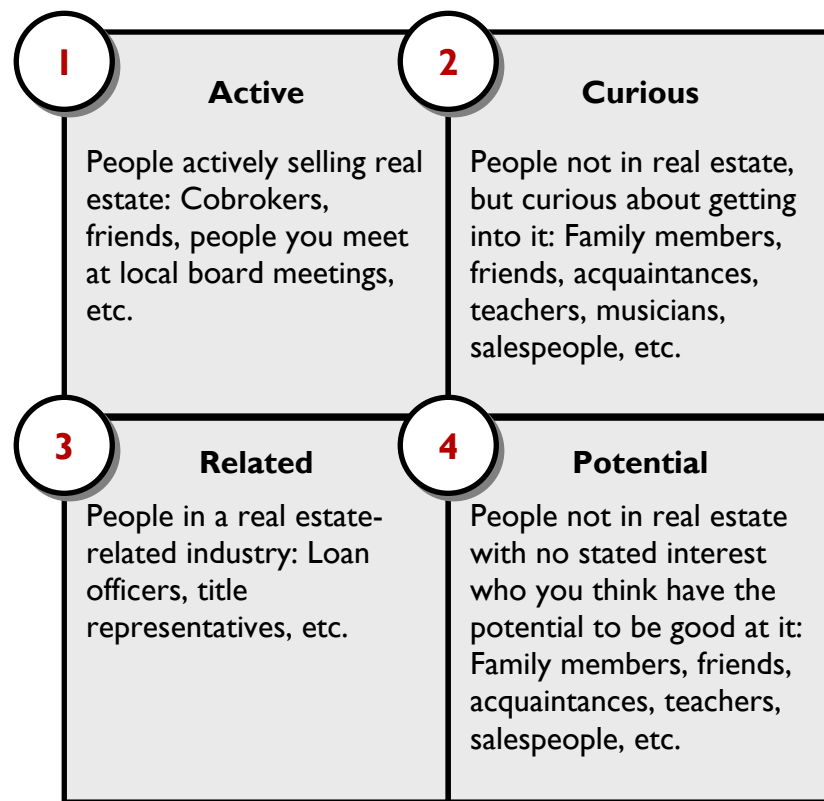 1
Active
People actively selling real
estate: Cobrokers,
friends, people you meet
at local board meetings,
etc.
2
Curious
People not in real estate,
but curious about getting
into it: Family members,
friends, acquaintances,
teachers, musicians,
salespeople, etc.
3
Related
People in a real estate-
related industry: Loan
officers, title
representatives, etc.
4
Potential
People not in real estate
with no stated interest
who you think have the
potential to be good at it:
Family members, friends,
acquaintances, teachers,
salespeople, etc.